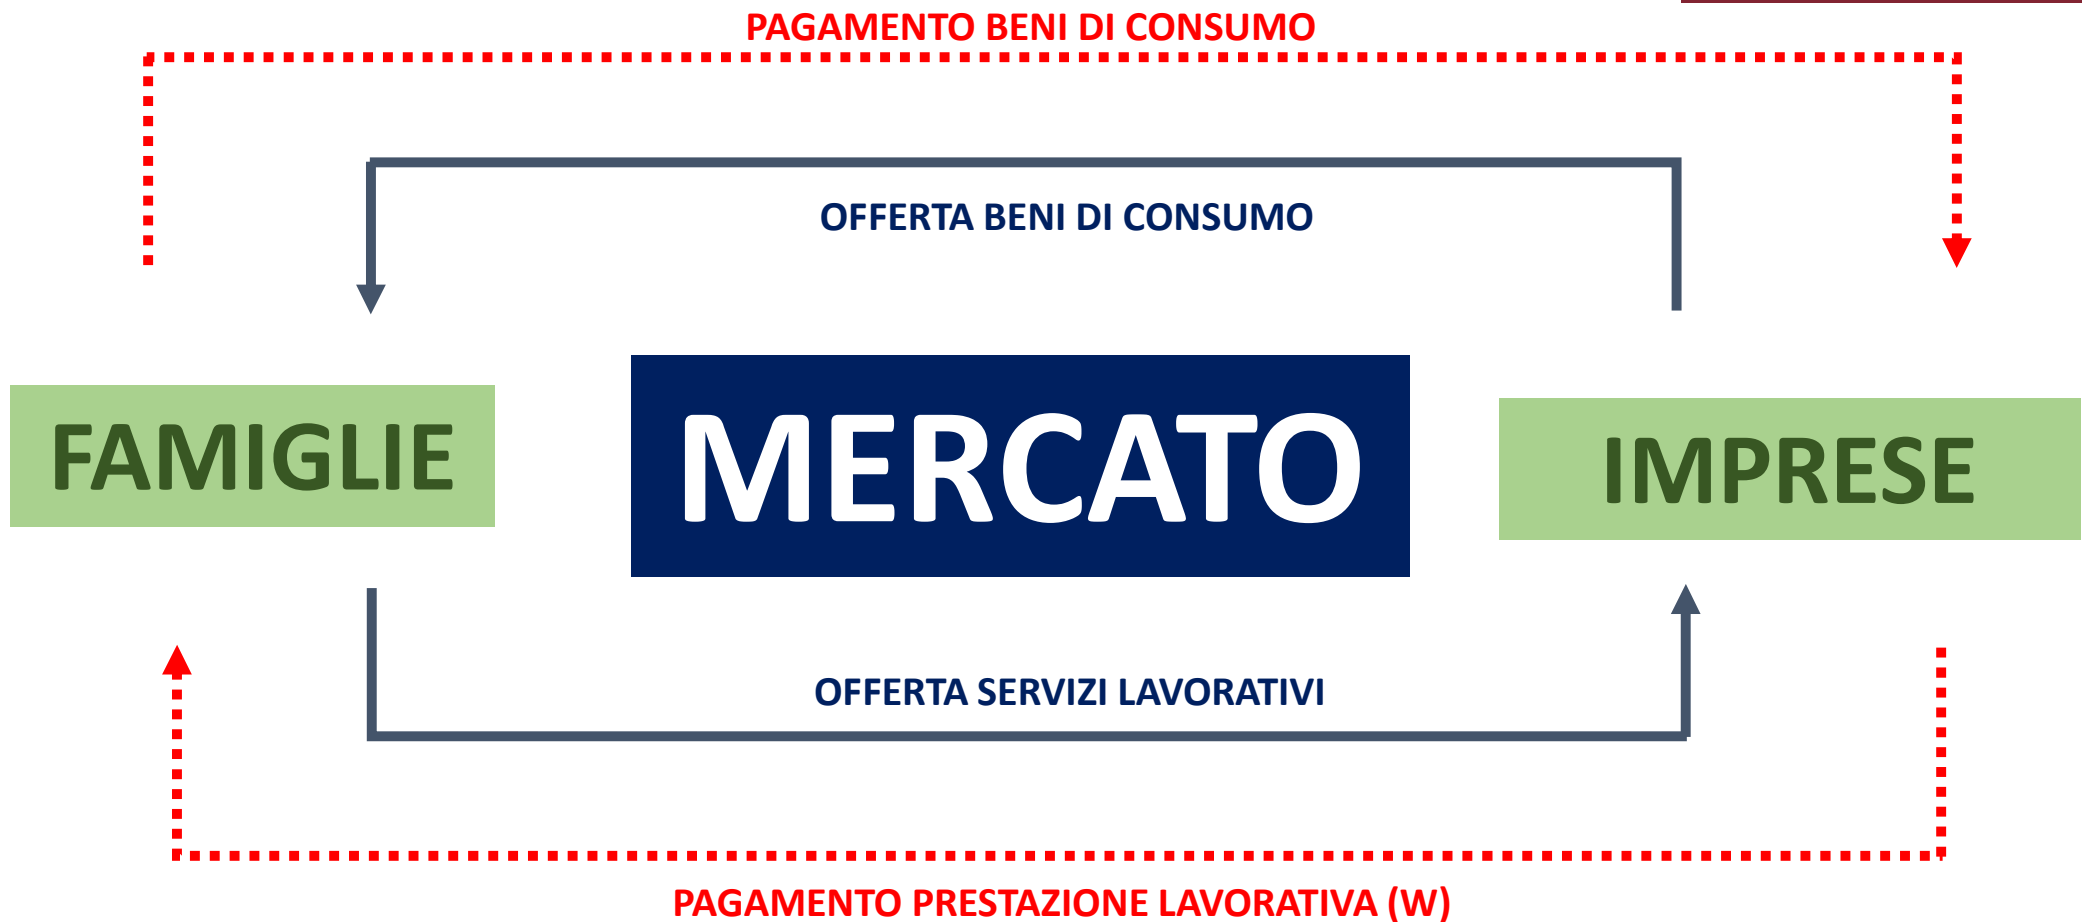 PAGAMENTO BENI DI CONSUMO
OFFERTA BENI DI CONSUMO
FAMIGLIE
MERCATO
IMPRESE
OFFERTA SERVIZI LAVORATIVI
PAGAMENTO PRESTAZIONE LAVORATIVA (W)